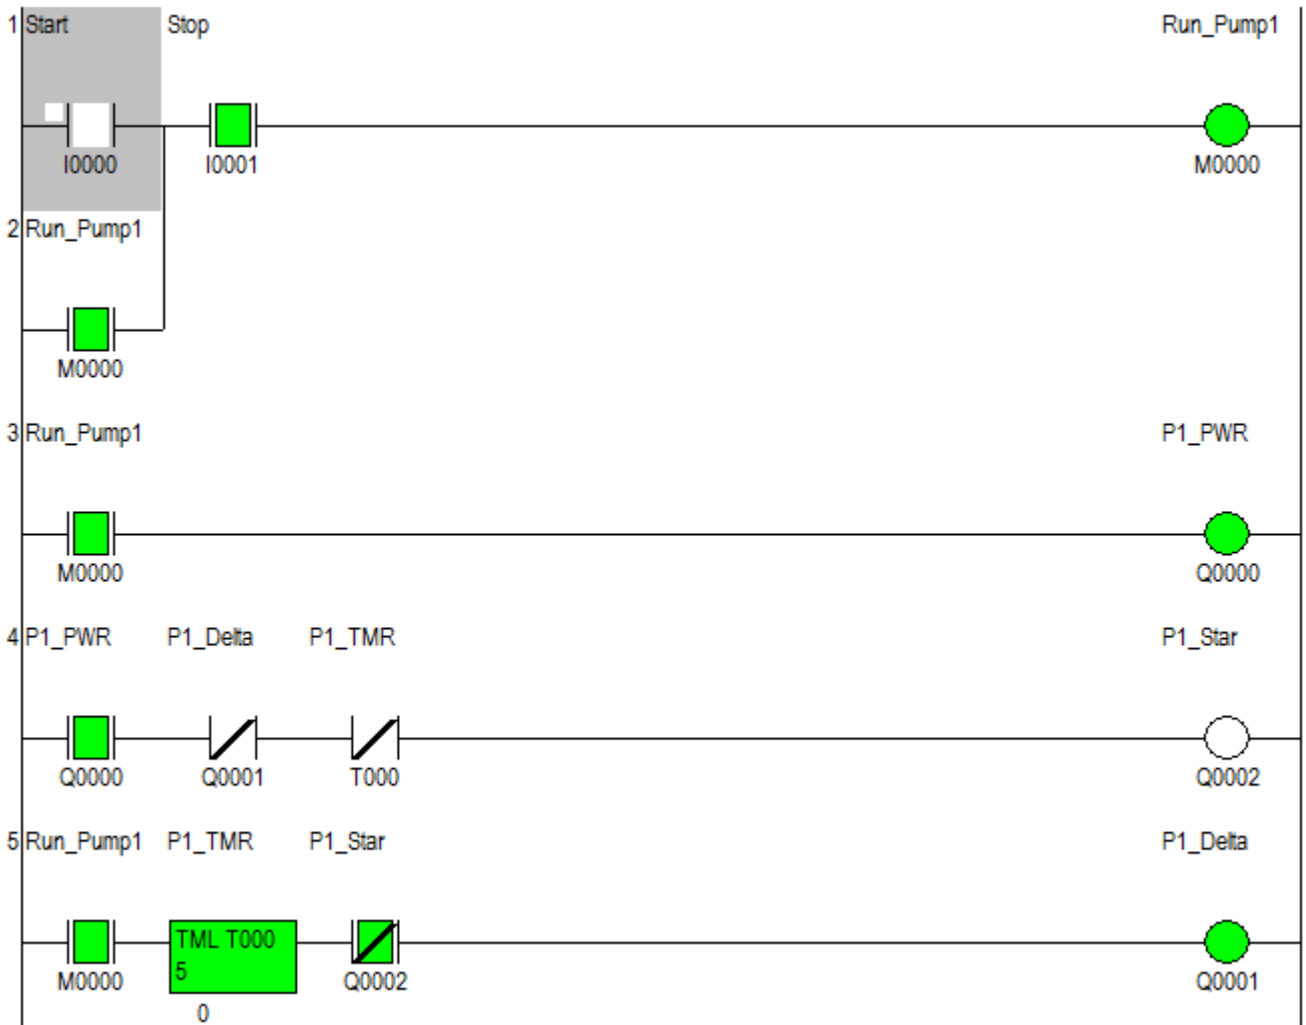 1 Start Stop Run_Pump1
I0000 I0001 M0000
2 Run_Pump1
M0000
3 Run_Pump1 P1_PWR
M0000 Q0000
4 P1_PWR P1_Delta P1_TMR P1_Star
Q0000 Q0001 T000 Q0002
5 Run_Pump1 P1_TMR P1_Star P1_Delta
TML T000
5
M0000 Q0002 Q0001
0